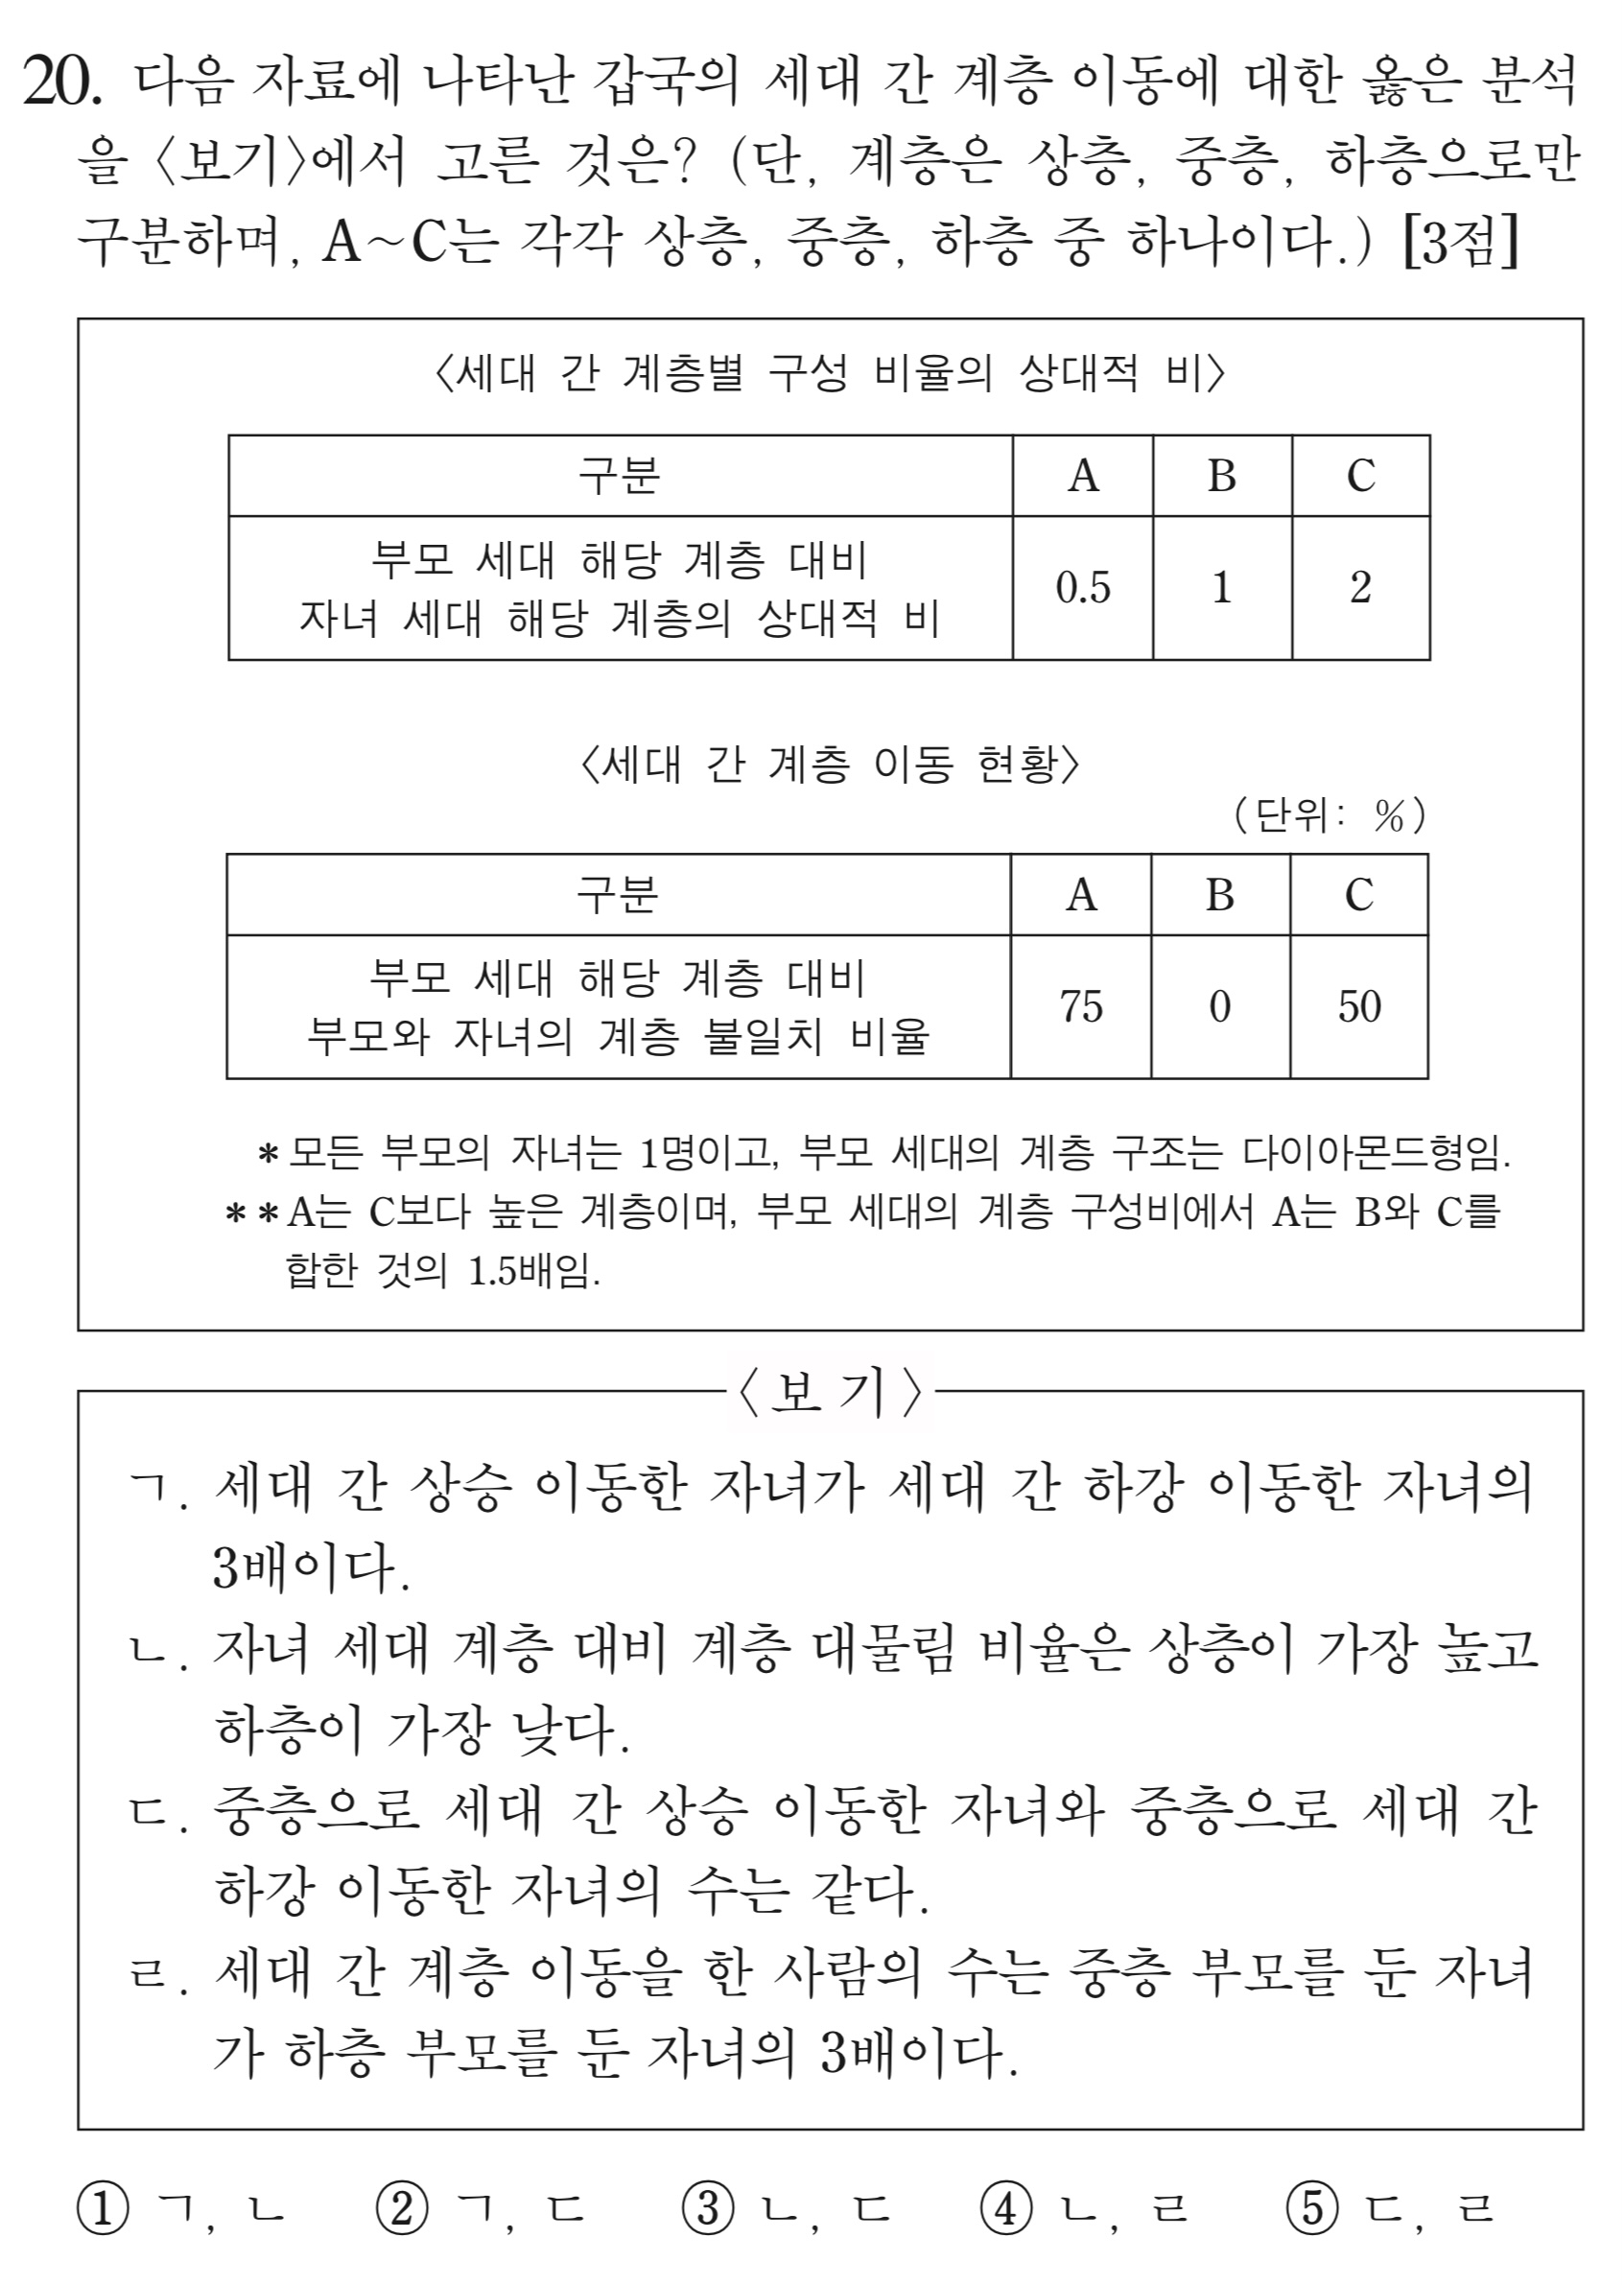 20. 다음 자료에 나타난 갑국의 세대 간 계층 이동에 대한 옳은 분석
을 〈보기〉에서 고른 것은? (단, 계층은 상층, 중층, 하층으로만
구분하며, A~C는 각각 상층, 중층, 하층 중 하나이다.) [3점]
〈세대 간 계층별 구성 비율의 상대적 비〉
구분 A B C
부모 세대 해당 계층 대비
자녀 세대 해당 계층의 상대적 비 0.5 1 2
〈세대 간 계층 이동 현황〉
(단위: %)
구분 A B C
부모 세대 해당 계층 대비
부모와 자녀의 계층 불일치 비율 75 0 50
* 모든 부모의 자녀는 1명이고, 부모 세대의 계층 구조는 다이아몬드형임.
** A는 C보다 높은 계층이며, 부모 세대의 계층 구성비에서 A는 B와 C를
합한 것의 1.5배임.
〈보기〉
ㄱ. 세대 간 상승 이동한 자녀가 세대 간 하강 이동한 자녀의
3배이다.
ㄴ. 자녀 세대 계층 대비 계층 대물림 비율은 상층이 가장 높고
하층이 가장 낮다.
ㄷ. 중층으로 세대 간 상승 이동한 자녀와 중층으로 세대 간
하강 이동한 자녀의 수는 같다.
ㄹ. 세대 간 계층 이동을 한 사람의 수는 중층 부모를 둔 자녀
가 하층 부모를 둔 자녀의 3배이다.
① ㄱ, ㄴ ② ㄱ, ㄷ ③ ㄴ, ㄷ ④ ㄴ, ㄹ ⑤ ㄷ, ㄹ